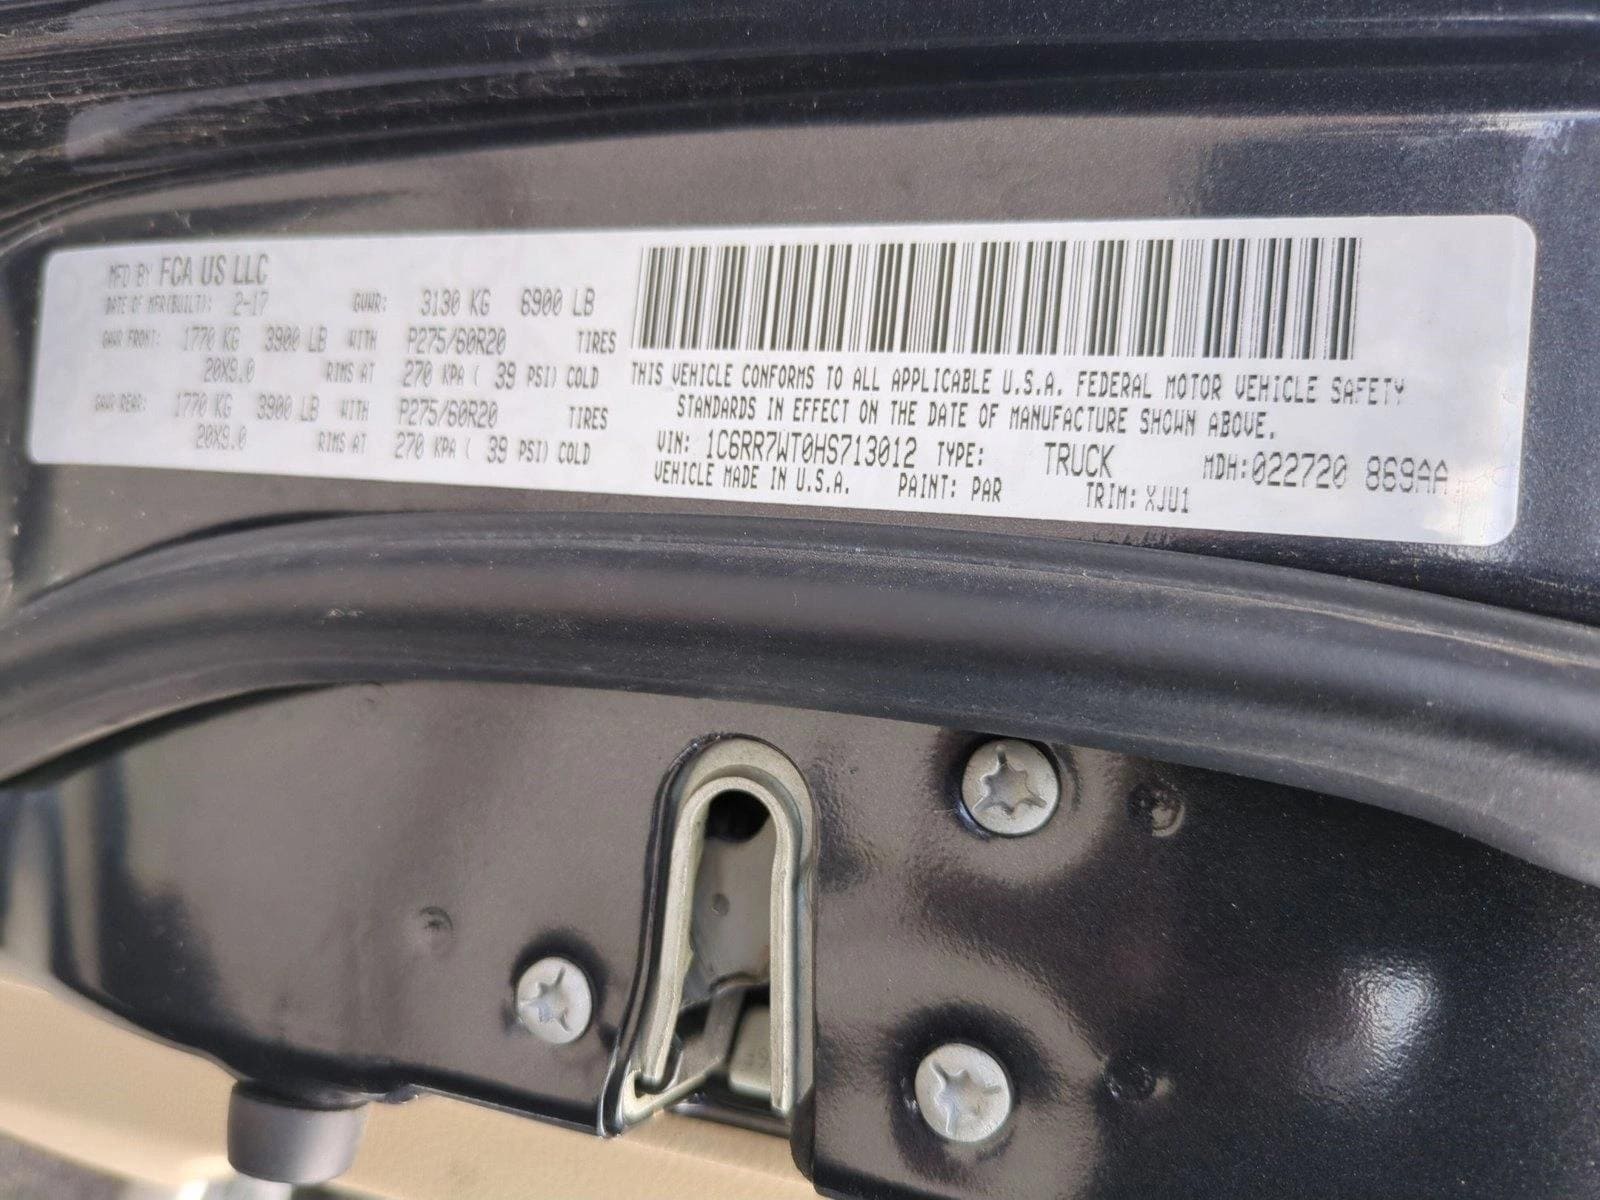 MFD BY FCA US LLC
DATE OF MFR(BUILT): 2-17 GVWR: 3130 KG 6900 LB
GAWR FRONT: 1770 KG 3900 LB WITH P275/60R20 TIRES
20X9.0 RIMS AT 270 KPA ( 39 PSI) COLD
GAWR REAR: 1770 KG 3900 LB WITH P275/60R20 TIRES
20X9.0 RIMS AT 270 KPA ( 39 PSI) COLD
THIS VEHICLE CONFORMS TO ALL APPLICABLE U.S.A. FEDERAL MOTOR VEHICLE SAFETY
STANDARDS IN EFFECT ON THE DATE OF MANUFACTURE SHOWN ABOVE.
VIN: 1C6RR7WT0HS713012 TYPE: TRUCK MDH:022720 869AA
VEHICLE MADE IN U.S.A. PAINT: PAR TRIM: XJU1